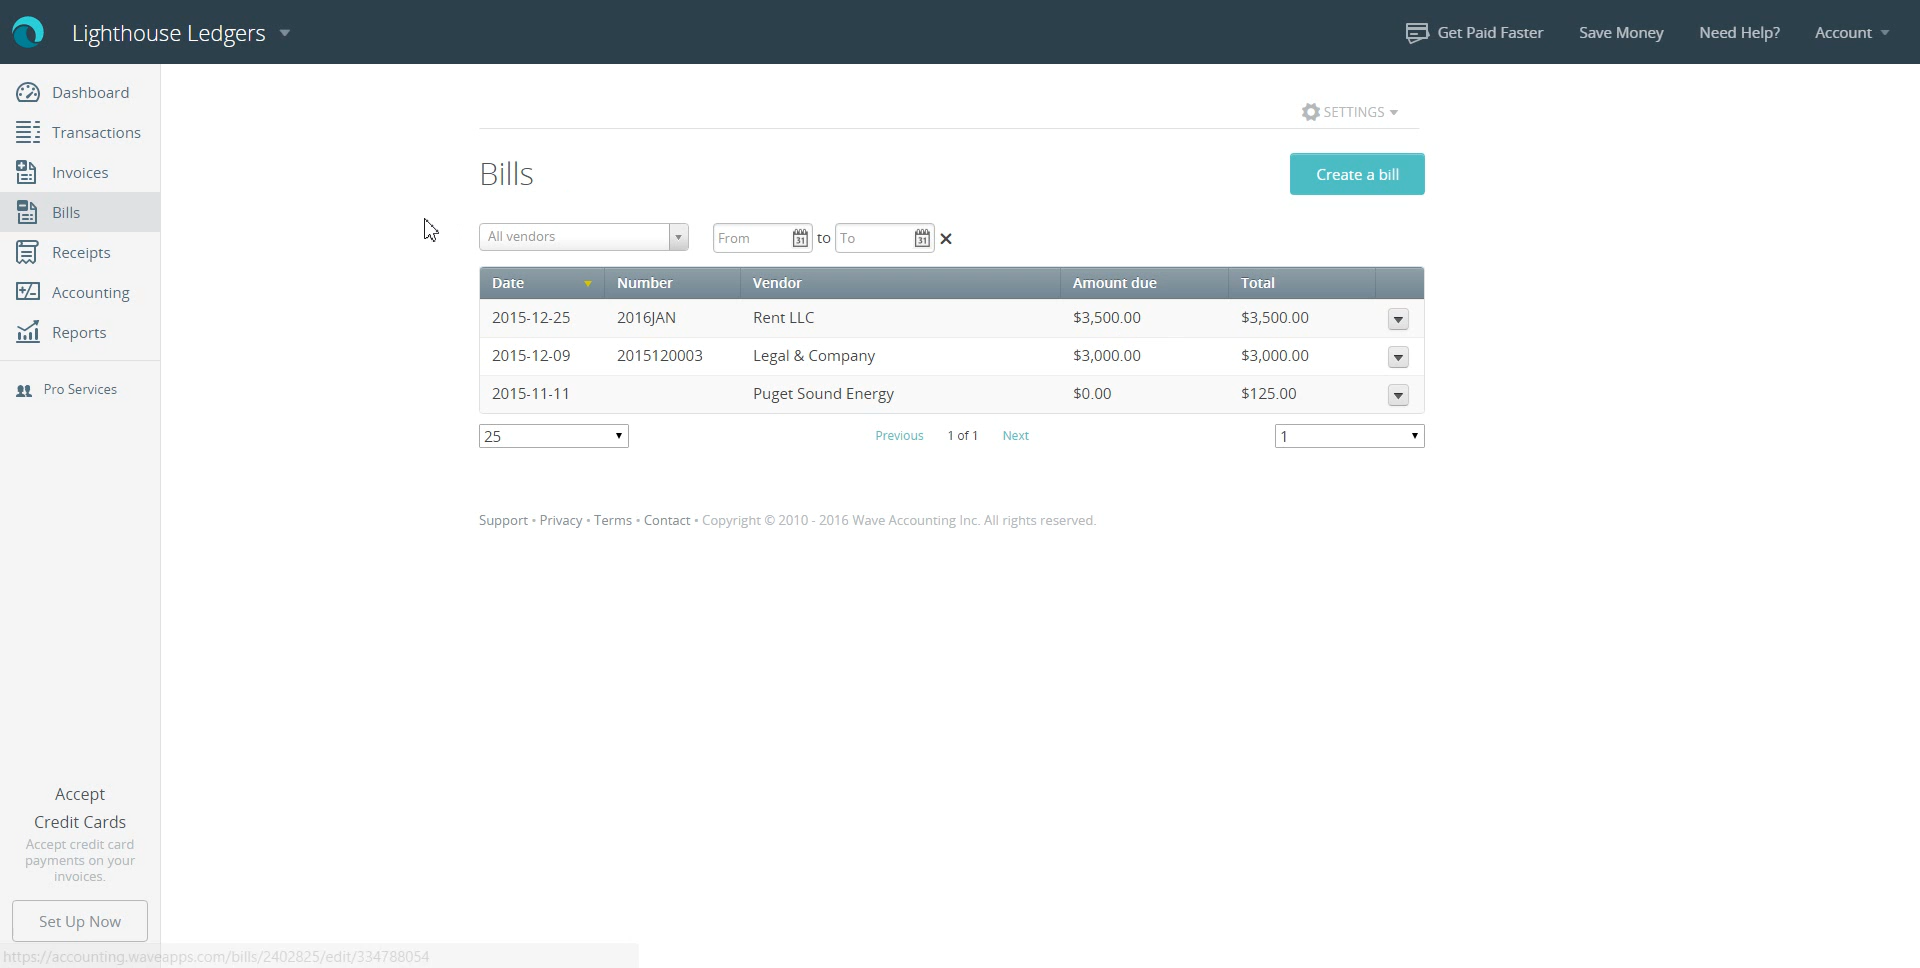 Lighthouse Ledgers
Get Paid Faster Save Money Need Help? Account
Dashboard
Transactions
Invoices
Bills
Receipts
Accounting
Reports
Pro Services
Accept
Credit Cards
Accept credit card
payments on your
invoices.
Set Up Now
SETTINGS
Bills
Create a bill
All vendors From 31 to To 31
Date Number Vendor Amount due Total
2015-12-25 2016JAN Rent LLC $3,500.00 $3,500.00
2015-12-09 2015120003 Legal & Company $3,000.00 $3,000.00
2015-11-11 Puget Sound Energy $0.00 $125.00
25 Previous 1 of 1 Next 1
Support • Privacy • Terms • Contact • Copyright © 2010 - 2016 Wave Accounting Inc. All rights reserved.
https://accounting.waveapps.com/bills/2402825/edit/334788054